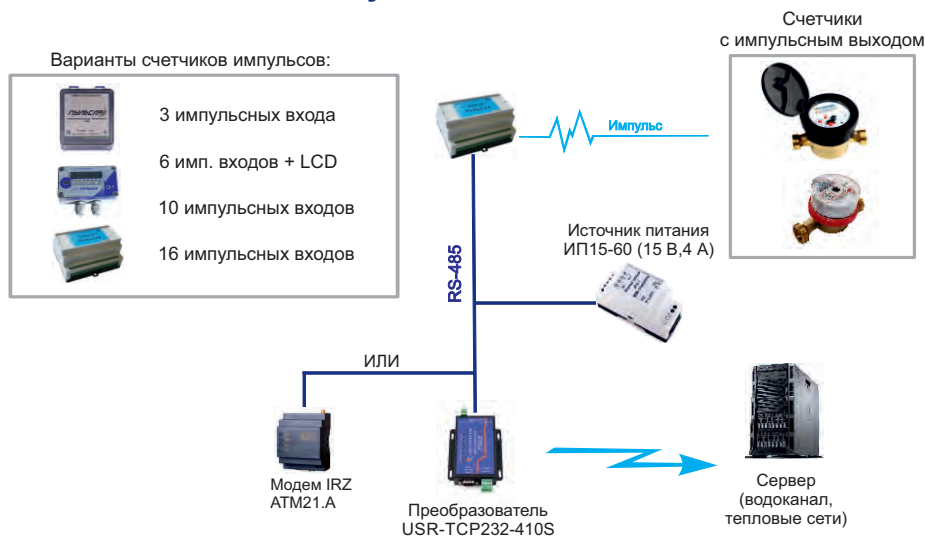 Варианты счетчиков импульсов:
3 импульсных входа
6 имп. входов + LCD
10 импульсных входов
16 импульсных входов
Счетчики
с импульсным выходом
Импульс
Источник питания
ИП15-60 (15 В,4 А)
RS-485
ИЛИ
Модем IRZ
ATM21.A
Преобразователь
USR-TCP232-410S
Сервер
(водоканал,
тепловые сети)